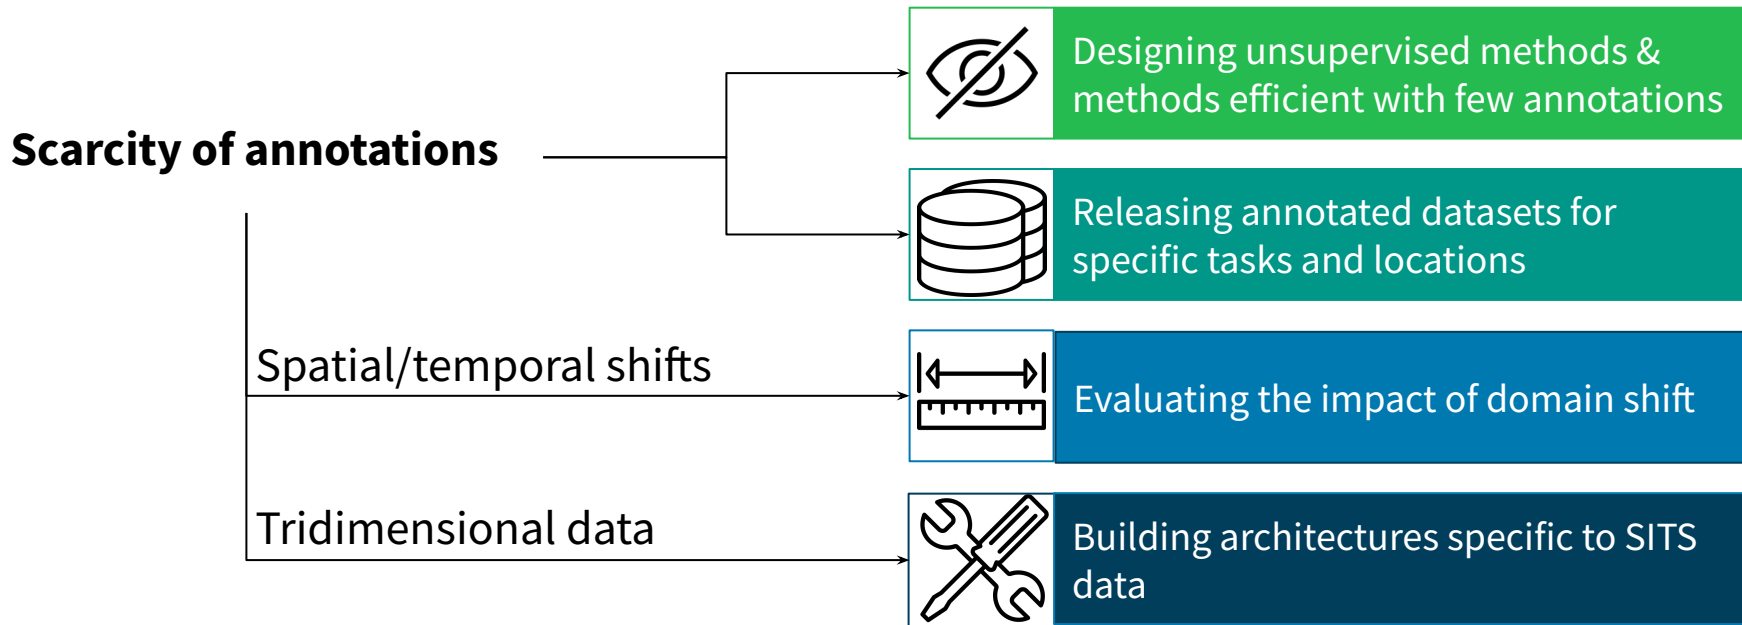 Designing unsupervised methods &
methods efficient with few annotations
Scarcity of annotations
Releasing annotated datasets for
specific tasks and locations
Spatial/temporal shifts
Evaluating the impact of domain shift
Tridimensional data
Building architectures specific to SITS
data